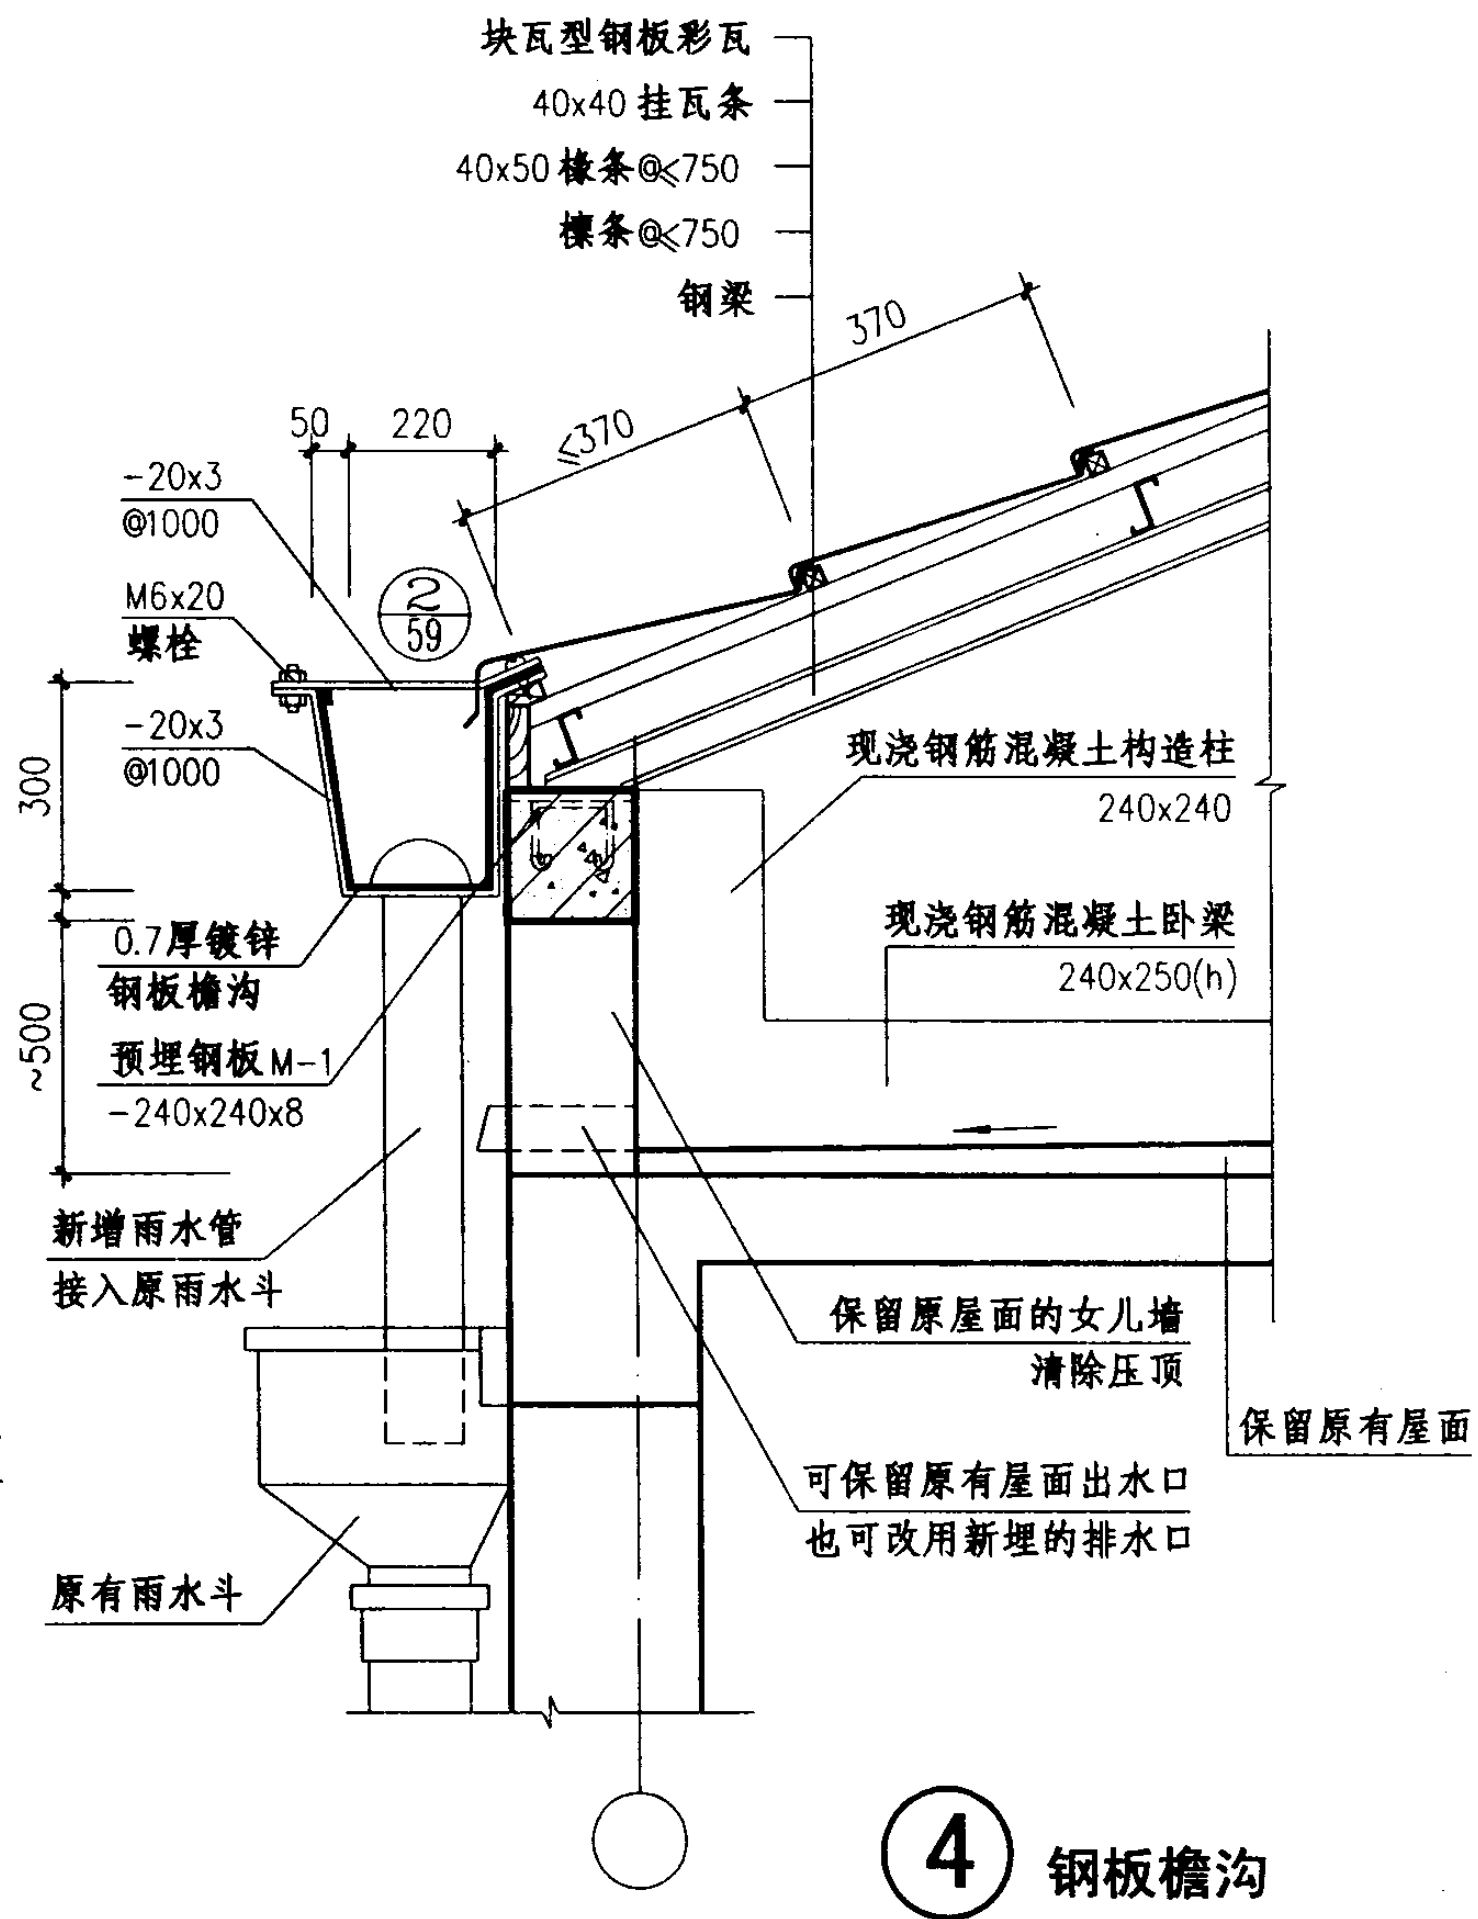 块瓦型钢板彩瓦
40x40 挂瓦条
40x50 椽条@≤750
檩条@≤750
钢梁
370
≤370
50
220
-20x3
@1000
2
59
M6x20
螺栓
-20x3
@1000
300
现浇钢筋混凝土构造柱
240x240
现浇钢筋混凝土卧梁
240x250(h)
0.7厚镀锌
钢板檐沟
~500
预埋钢板M-1
-240x240x8
新增雨水管
接入原雨水斗
保留原屋面的女儿墙
清除压顶
保留原有屋面
可保留原有屋面出水口
也可改用新埋的排水口
原有雨水斗
4
钢板檐沟